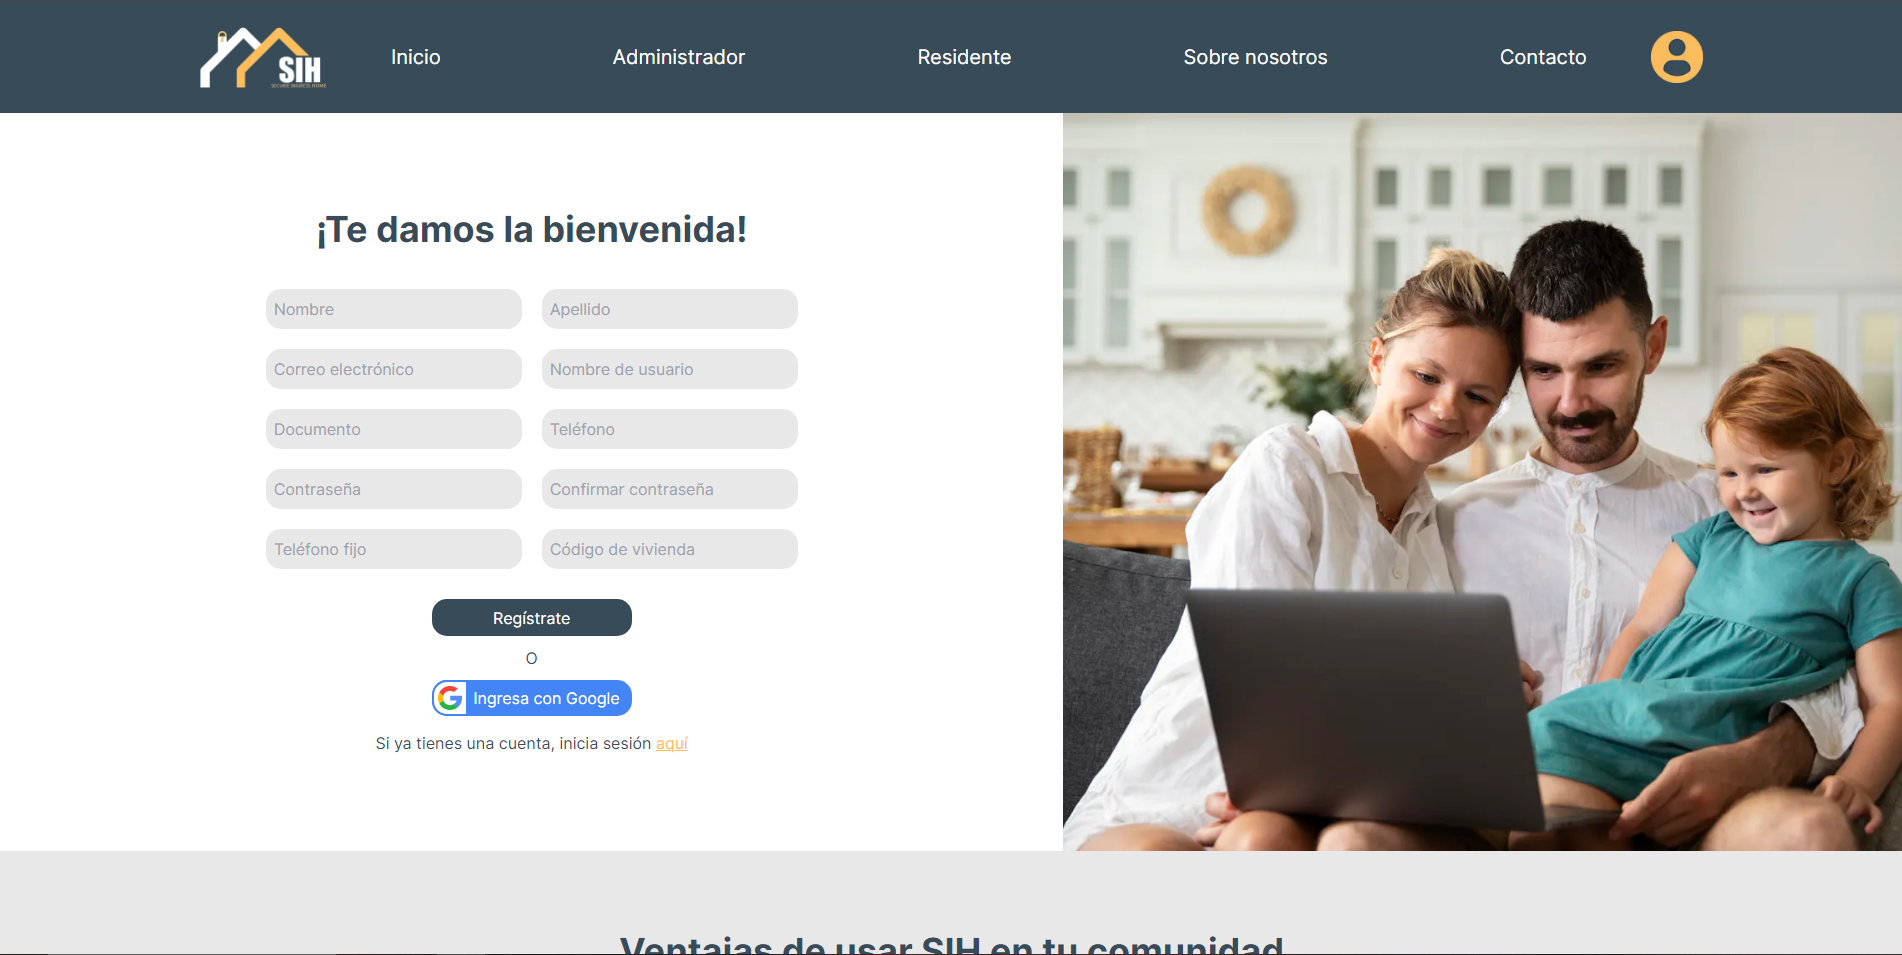 SIH
SECURE INGRESS HOME
Inicio
Administrador
Residente
Sobre nosotros
Contacto
¡Te damos la bienvenida!
Nombre
Apellido
Correo electrónico
Nombre de usuario
Documento
Teléfono
Contraseña
Confirmar contraseña
Teléfono fijo
Código de vivienda
Regístrate
O
Ingresa con Google
Si ya tienes una cuenta, inicia sesión aquí
Ventajas de usar SIH en tu comunidad